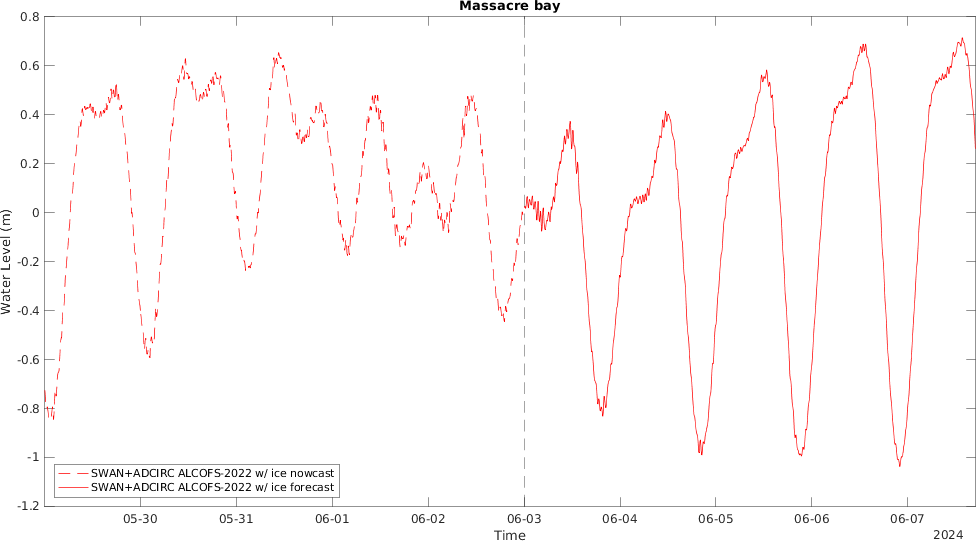 Massacre bay
0.8
0.6
0.4
0.2
0
-0.2
-0.4
-0.6
-0.8
-1
-1.2
Water Level (m)
SWAN+ADCIRC ALCOFS-2022 w/ ice nowcast
SWAN+ADCIRC ALCOFS-2022 w/ ice forecast
05-30 05-31 06-01 06-02 06-03 06-04 06-05 06-06 06-07
Time
2024